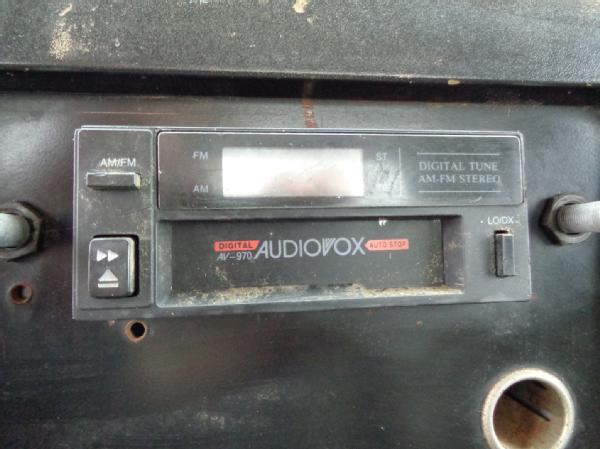 AM/FM
FM
ST
AM
DIGITAL TUNE
AM-FM STEREO
LO/DX
DIGITAL
AV-970
AUDIOVOX
AUTO STOP